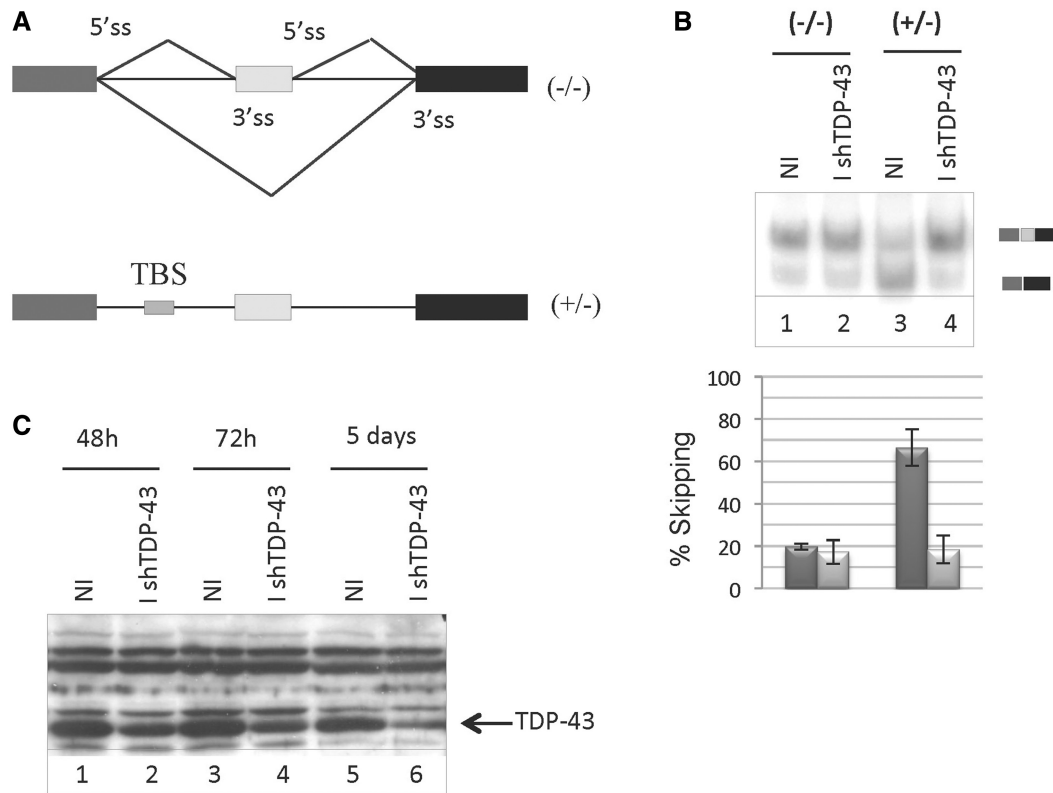 A
5’ss 5’ss
3’ss 3’ss
(-/-)
TBS
(+/-)
B
(-/-) (+/-)
NI I shTDP-43 NI I shTDP-43
1 2 3 4
100
80
60
40
20
0
% Skipping
C
48h 72h 5 days
NI I shTDP-43 NI I shTDP-43 NI I shTDP-43
TDP-43
1 2 3 4 5 6